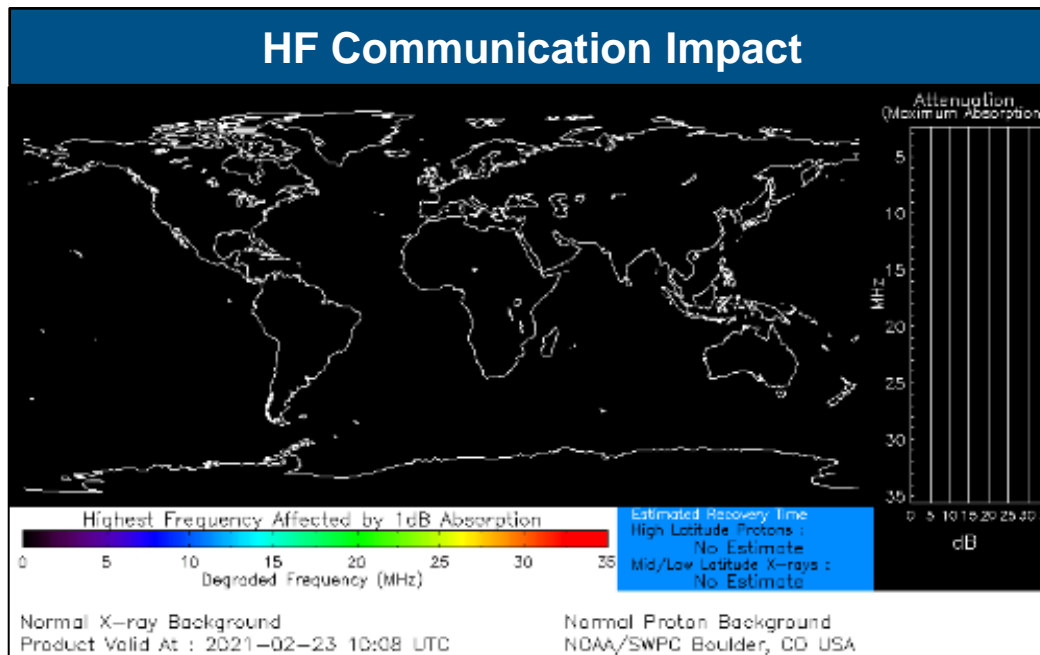 HF Communication Impact
Attenuation
(Maximum Absorption)
5
10
15
20
25
30
35
MHz
0 5 10 15 20 25 30
dB
Highest Frequency Affected by 1dB Absorption
0 5 10 15 20 25 30 35
Degraded Frequency (MHz)
Estimated Recovery Time
High Latitude Protons :
No Estimate
Mid/Low Latitude X-rays :
No Estimate
Normal X-ray Background
Product Valid At : 2021-02-23 10:08 UTC
Normal Proton Background
NOAA/SWPC Boulder, CO USA